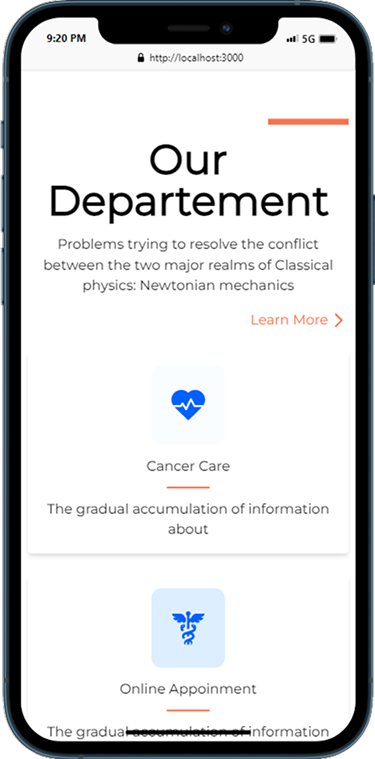 9:20 PM 5G
http://localhost:3000
Our
Departement
Problems trying to resolve the conflict
between the two major realms of Classical
physics: Newtonian mechanics
Learn More
Cancer Care
The gradual accumulation of information
about
Online Appoinment
The gradual accumulation of information